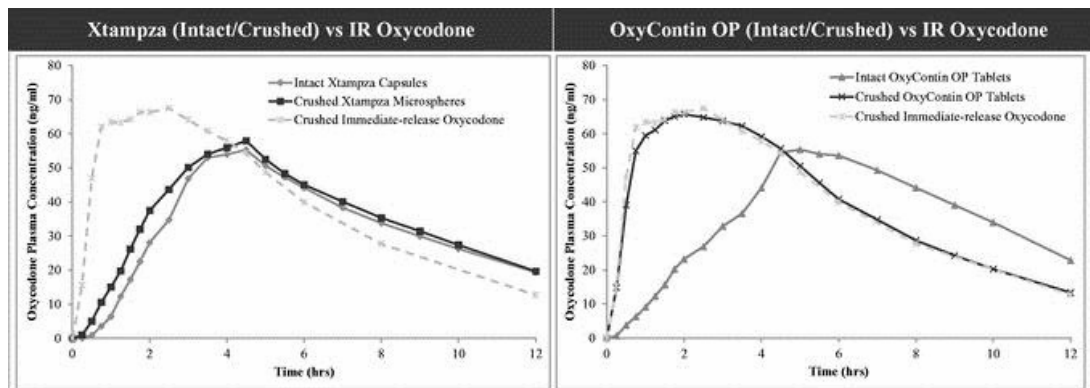 Xtampza (Intact/Crushed) vs IR Oxycodone
80
70
60
50
40
30
20
10
0
Oxycodone Plasma Concentration (ng/ml)
Intact Xtampza Capsules
Crushed Xtampza Microspheres
Crushed Immediate-release Oxycodone
0 2 4 6 8 10 12
Time (hrs)
OxyContin OP (Intact/Crushed) vs IR Oxycodone
80
70
60
50
40
30
20
10
0
Oxycodone Plasma Concentration (ng/ml)
Intact OxyContin OP Tablets
Crushed OxyContin OP Tablets
Crushed Immediate-release Oxycodone
0 2 4 6 8 10 12
Time (hrs)